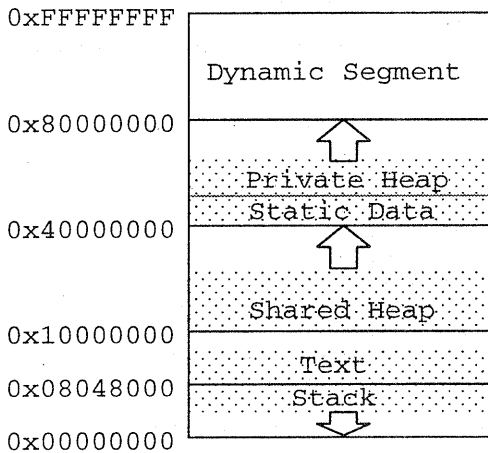 0xFFFFFFFF
Dynamic Segment
0x80000000
Private Heap
Static Data
0x40000000
Shared Heap
0x10000000
Text
0x08048000
Stack
0x00000000